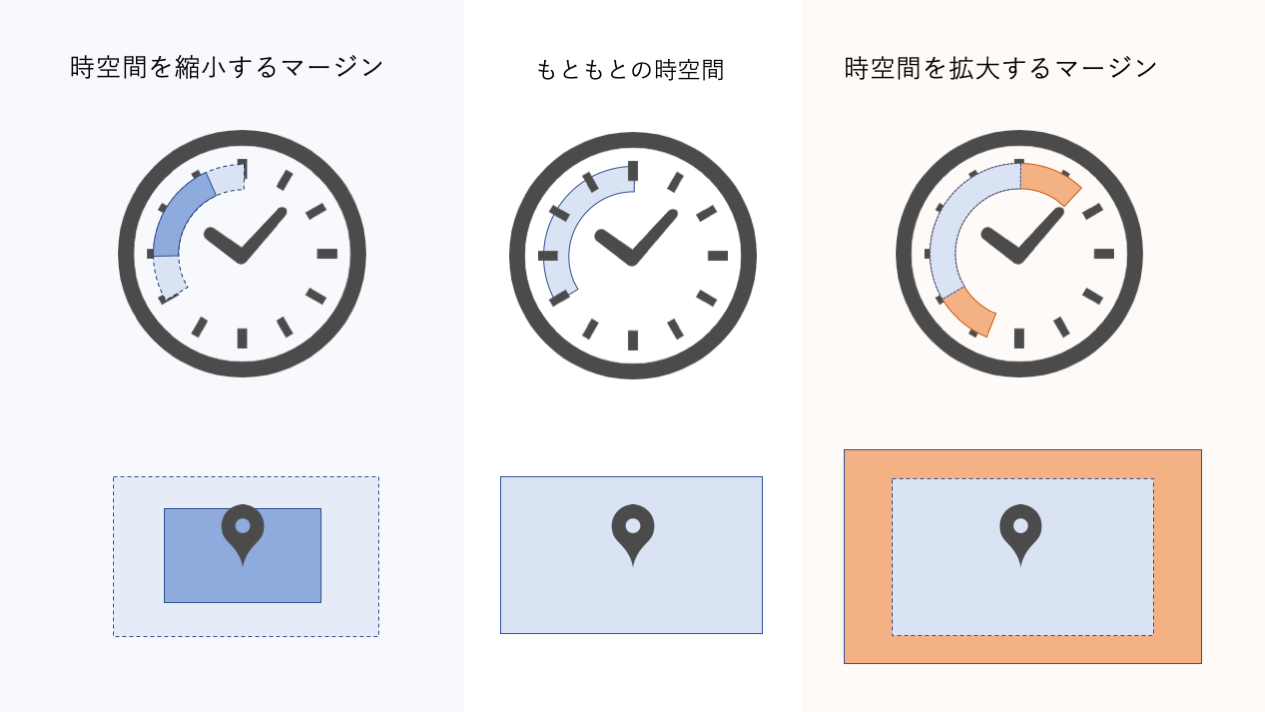 時空間を縮小するマージン
もともとの時空間
時空間を拡大するマージン